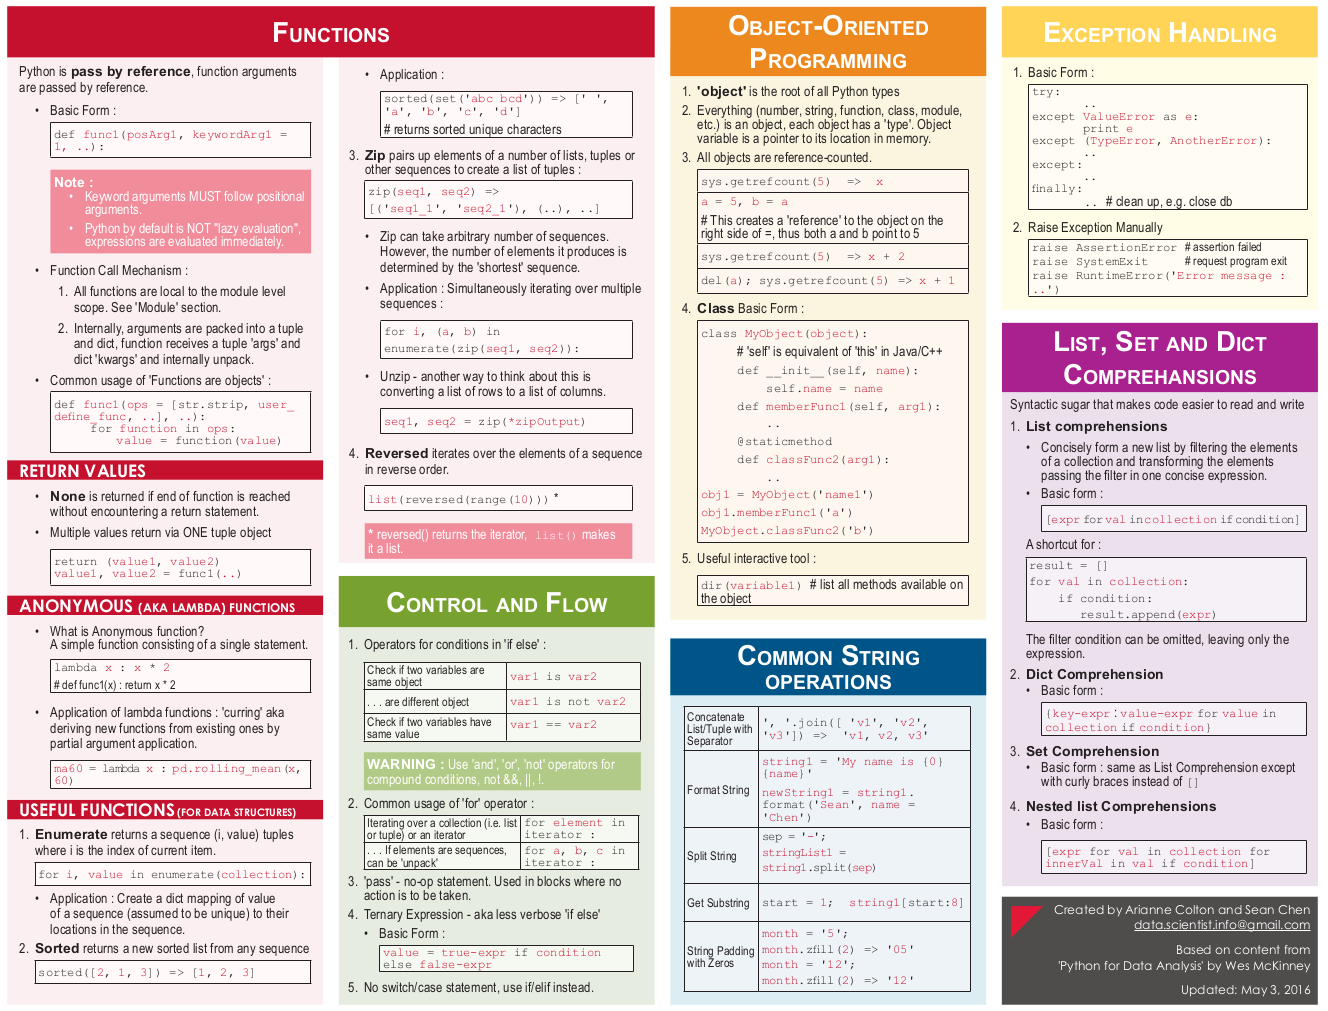 FUNCTIONS
Python is pass by reference, function arguments
are passed by reference.
• Basic Form :
def func1(posArg1, keywordArg1 =
1, ..):
Note :
• Keyword arguments MUST follow positional
arguments.
• Python by default is NOT "lazy evaluation",
expressions are evaluated immediately.
• Function Call Mechanism :
1. All functions are local to the module level
scope. See 'Module' section.
2. Internally, arguments are packed into a tuple
and dict, function receives a tuple 'args' and
dict 'kwargs' and internally unpack.
• Common usage of 'Functions are objects' :
def func1(ops = [str.strip, user_
define_func, ..], ..):
for function in ops:
value = function(value)
RETURN VALUES
• None is returned if end of function is reached
without encountering a return statement.
• Multiple values return via ONE tuple object
return (value1, value2)
value1, value2 = func1(..)
ANONYMOUS (AKA LAMBDA) FUNCTIONS
• What is Anonymous function?
A simple function consisting of a single statement.
lambda x : x * 2
# def func1(x) : return x * 2
• Application of lambda functions : 'curring' aka
deriving new functions from existing ones by
partial argument application.
ma60 = lambda x : pd.rolling_mean(x,
60)
USEFUL FUNCTIONS (FOR DATA STRUCTURES)
1. Enumerate returns a sequence (i, value) tuples
where i is the index of current item.
for i, value in enumerate(collection):
• Application : Create a dict mapping of value
of a sequence (assumed to be unique) to their
locations in the sequence.
2. Sorted returns a new sorted list from any sequence
sorted([2, 1, 3]) => [1, 2, 3]
• Application :
sorted(set('abc bcd')) => [' ',
'a', 'b', 'c', 'd']
# returns sorted unique characters
3. Zip pairs up elements of a number of lists, tuples or
other sequences to create a list of tuples :
zip(seq1, seq2) =>
[('seq1_1', 'seq2_1'), (..), ..]
• Zip can take arbitrary number of sequences.
However, the number of elements it produces is
determined by the 'shortest' sequence.
• Application : Simultaneously iterating over multiple
sequences :
for i, (a, b) in
enumerate(zip(seq1, seq2)):
• Unzip - another way to think about this is
converting a list of rows to a list of columns.
seq1, seq2 = zip(*zipOutput)
4. Reversed iterates over the elements of a sequence
in reverse order.
list(reversed(range(10))) *
* reversed() returns the iterator, list() makes
it a list.
CONTROL AND FLOW
1. Operators for conditions in 'if else' :
Check if two variables are
same object
var1 is var2
. . . are different object
var1 is not var2
Check if two variables have
same value
var1 == var2
WARNING : Use 'and', 'or', 'not' operators for
compound conditions, not &&, ||, !.
2. Common usage of 'for' operator :
Iterating over a collection (i.e. list
or tuple) or an iterator
for element in
iterator :
. . . If elements are sequences,
can be 'unpack'
for a, b, c in
iterator :
3. 'pass' - no-op statement. Used in blocks where no
action is to be taken.
4. Ternary Expression - aka less verbose 'if else'
• Basic Form :
value = true-expr if condition
else false-expr
5. No switch/case statement, use if/elif instead.
OBJECT-ORIENTED
PROGRAMMING
1. 'object' is the root of all Python types
2. Everything (number, string, function, class, module,
etc.) is an object, each object has a 'type'. Object
variable is a pointer to its location in memory.
3. All objects are reference-counted.
sys.getrefcount(5) => x
a = 5, b = a
# This creates a 'reference' to the object on the
right side of =, thus both a and b point to 5
sys.getrefcount(5) => x + 2
del(a); sys.getrefcount(5) => x + 1
4. Class Basic Form :
class MyObject(object):
# 'self' is equivalent of 'this' in Java/C++
def __init__(self, name):
self.name = name
def memberFunc1(self, arg1):
..
@staticmethod
def classFunc2(arg1):
..
obj1 = MyObject('name1')
obj1.memberFunc1('a')
MyObject.classFunc2('b')
5. Useful interactive tool :
dir(variable1) # list all methods available on
the object
COMMON STRING
OPERATIONS
Concatenate
List/Tuple with
Separator
', '.join([ 'v1', 'v2',
'v3']) => 'v1, v2, v3'
Format String
string1 = 'My name is {0}
{name}'
newString1 = string1.
format('Sean', name =
'Chen')
Split String
sep = '-';
stringList1 =
string1.split(sep)
Get Substring
start = 1; string1[start:8]
String Padding
with Zeros
month = '5';
month.zfill(2) => '05'
month = '12';
month.zfill(2) => '12'
EXCEPTION HANDLING
1. Basic Form :
try:
..
except ValueError as e:
print e
except (TypeError, AnotherError):
..
except:
..
finally:
.. # clean up, e.g. close db
2. Raise Exception Manually
raise AssertionError # assertion failed
raise SystemExit # request program exit
raise RuntimeError('Error message :
..')
LIST, SET AND DICT
COMPREHANSIONS
Syntactic sugar that makes code easier to read and write
1. List comprehensions
• Concisely form a new list by filtering the elements
of a collection and transforming the elements
passing the filter in one concise expression.
• Basic form :
[expr for val in collection if condition]
A shortcut for :
result = []
for val in collection:
if condition:
result.append(expr)
The filter condition can be omitted, leaving only the
expression.
2. Dict Comprehension
• Basic form :
{key-expr : value-expr for value in
collection if condition}
3. Set Comprehension
• Basic form : same as List Comprehension except
with curly braces instead of []
4. Nested list Comprehensions
• Basic form :
[expr for val in collection for
innerVal in val if condition]
Created by Arianne Colton and Sean Chen
data.scientist.info@gmail.com
Based on content from
'Python for Data Analysis' by Wes McKinney
Updated: May 3, 2016